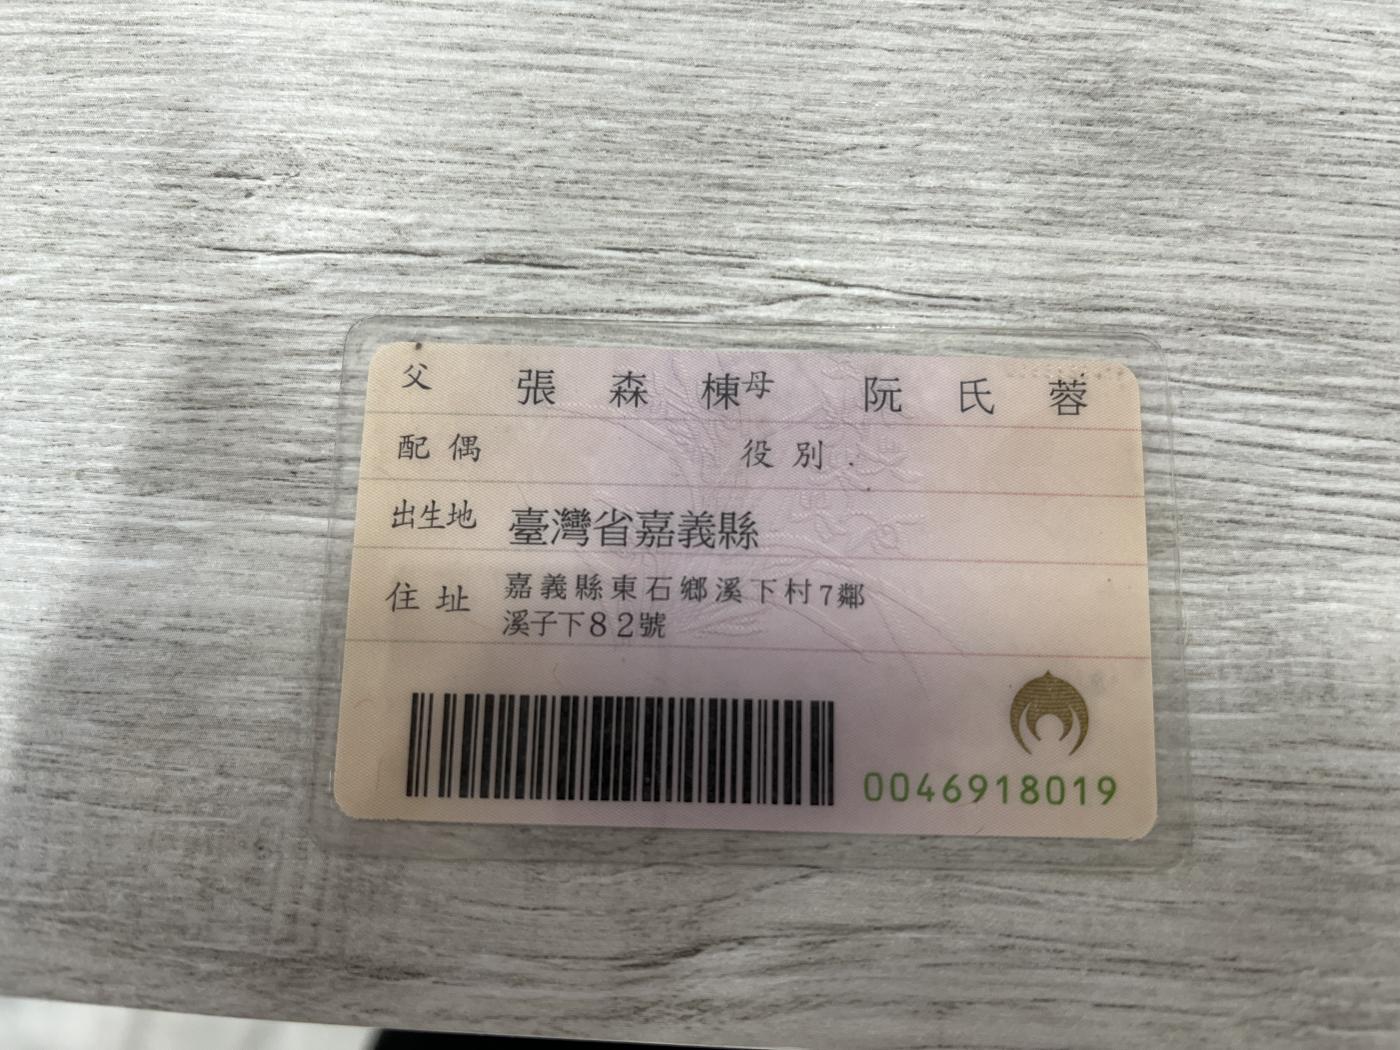 父 張森棟 母 阮氏蓉
配偶 役別
出生地 臺灣省嘉義縣
住址 嘉義縣東石鄉溪下村7鄰
溪子下82號
0046918019